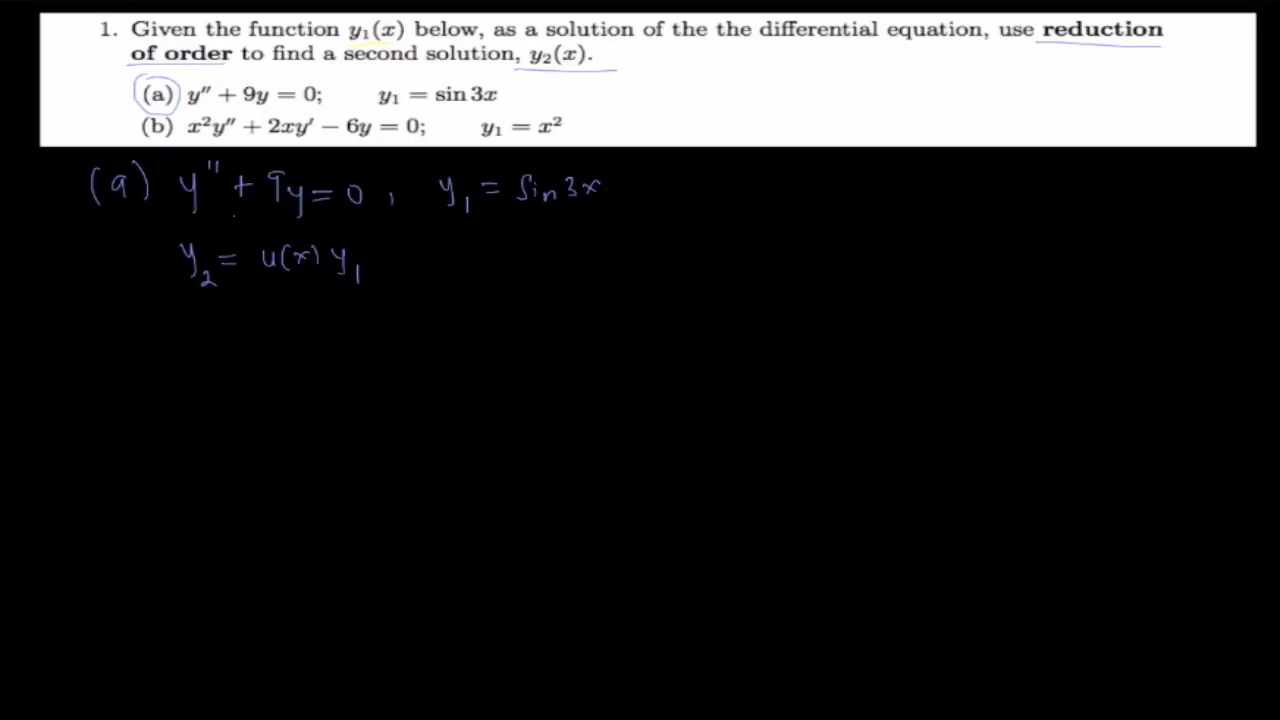 1. Given the function y₁(x) below, as a solution of the the differential equation, use reduction
of order to find a second solution, y₂(x).
(a) y″ + 9y = 0; y₁ = sin 3x
(b) x²y″ + 2xy′ − 6y = 0; y₁ = x²
(a) y″ + 9y = 0, y₁ = sin 3x
y₂ = u(x) y₁